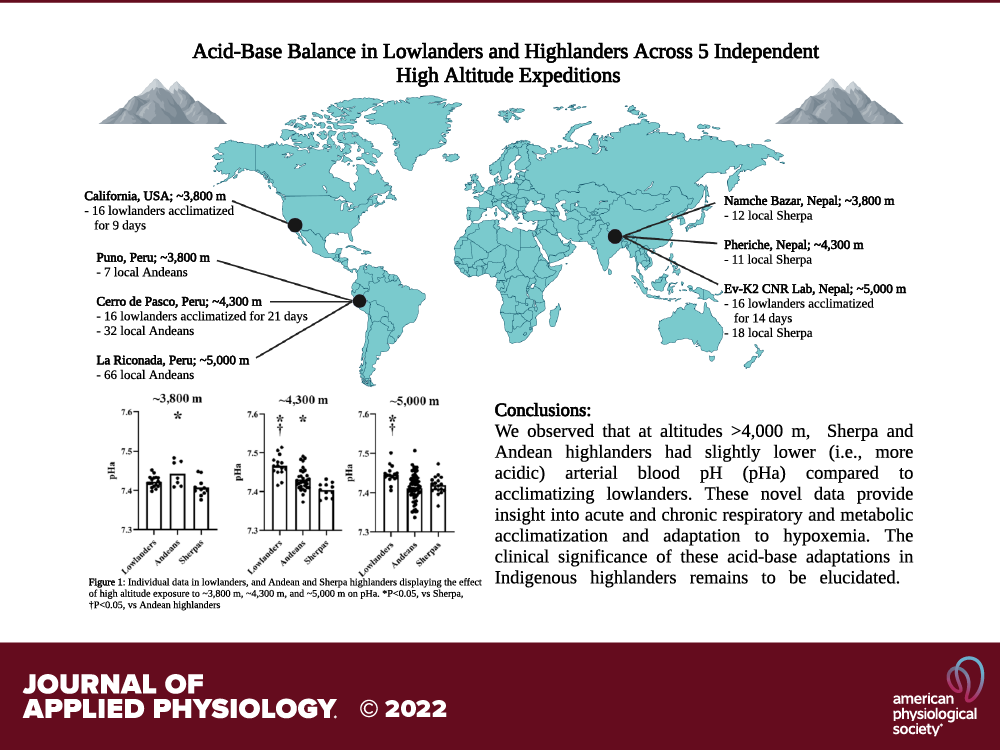 Acid-Base Balance in Lowlanders and Highlanders Across 5 Independent
High Altitude Expeditions
California, USA; ~3,800 m
- 16 lowlanders acclimatized
for 9 days
Puno, Peru; ~3,800 m
- 7 local Andeans
Cerro de Pasco, Peru; ~4,300 m
- 16 lowlanders acclimatized for 21 days
- 32 local Andeans
La Riconada, Peru; ~5,000 m
- 66 local Andeans
Namche Bazar, Nepal; ~3,800 m
- 12 local Sherpa
Pheriche, Nepal; ~4,300 m
- 11 local Sherpa
Ev-K2 CNR Lab, Nepal; ~5,000 m
- 16 lowlanders acclimatized
for 14 days
- 18 local Sherpa
~3,800 m
7.6
7.5
7.4
7.3
pHa
*
Lowlanders
Andeans
Sherpas
~4,300 m
7.6
7.5
7.4
7.3
pHa
*
†
*
Lowlanders
Andeans
Sherpas
~5,000 m
7.6
7.5
7.4
7.3
pHa
*
†
Lowlanders
Andeans
Sherpas
Figure 1: Individual data in lowlanders, and Andean and Sherpa highlanders displaying the effect
of high altitude exposure to ~3,800 m, ~4,300 m, and ~5,000 m on pHa. *P<0.05, vs Sherpa,
†P<0.05, vs Andean highlanders
Conclusions:
We observed that at altitudes >4,000 m, Sherpa and
Andean highlanders had slightly lower (i.e., more
acidic) arterial blood pH (pHa) compared to
acclimatizing lowlanders. These novel data provide
insight into acute and chronic respiratory and metabolic
acclimatization and adaptation to hypoxemia. The
clinical significance of these acid-base adaptations in
Indigenous highlanders remains to be elucidated.
JOURNAL OF
APPLIED PHYSIOLOGY. © 2022
american
physiological
society